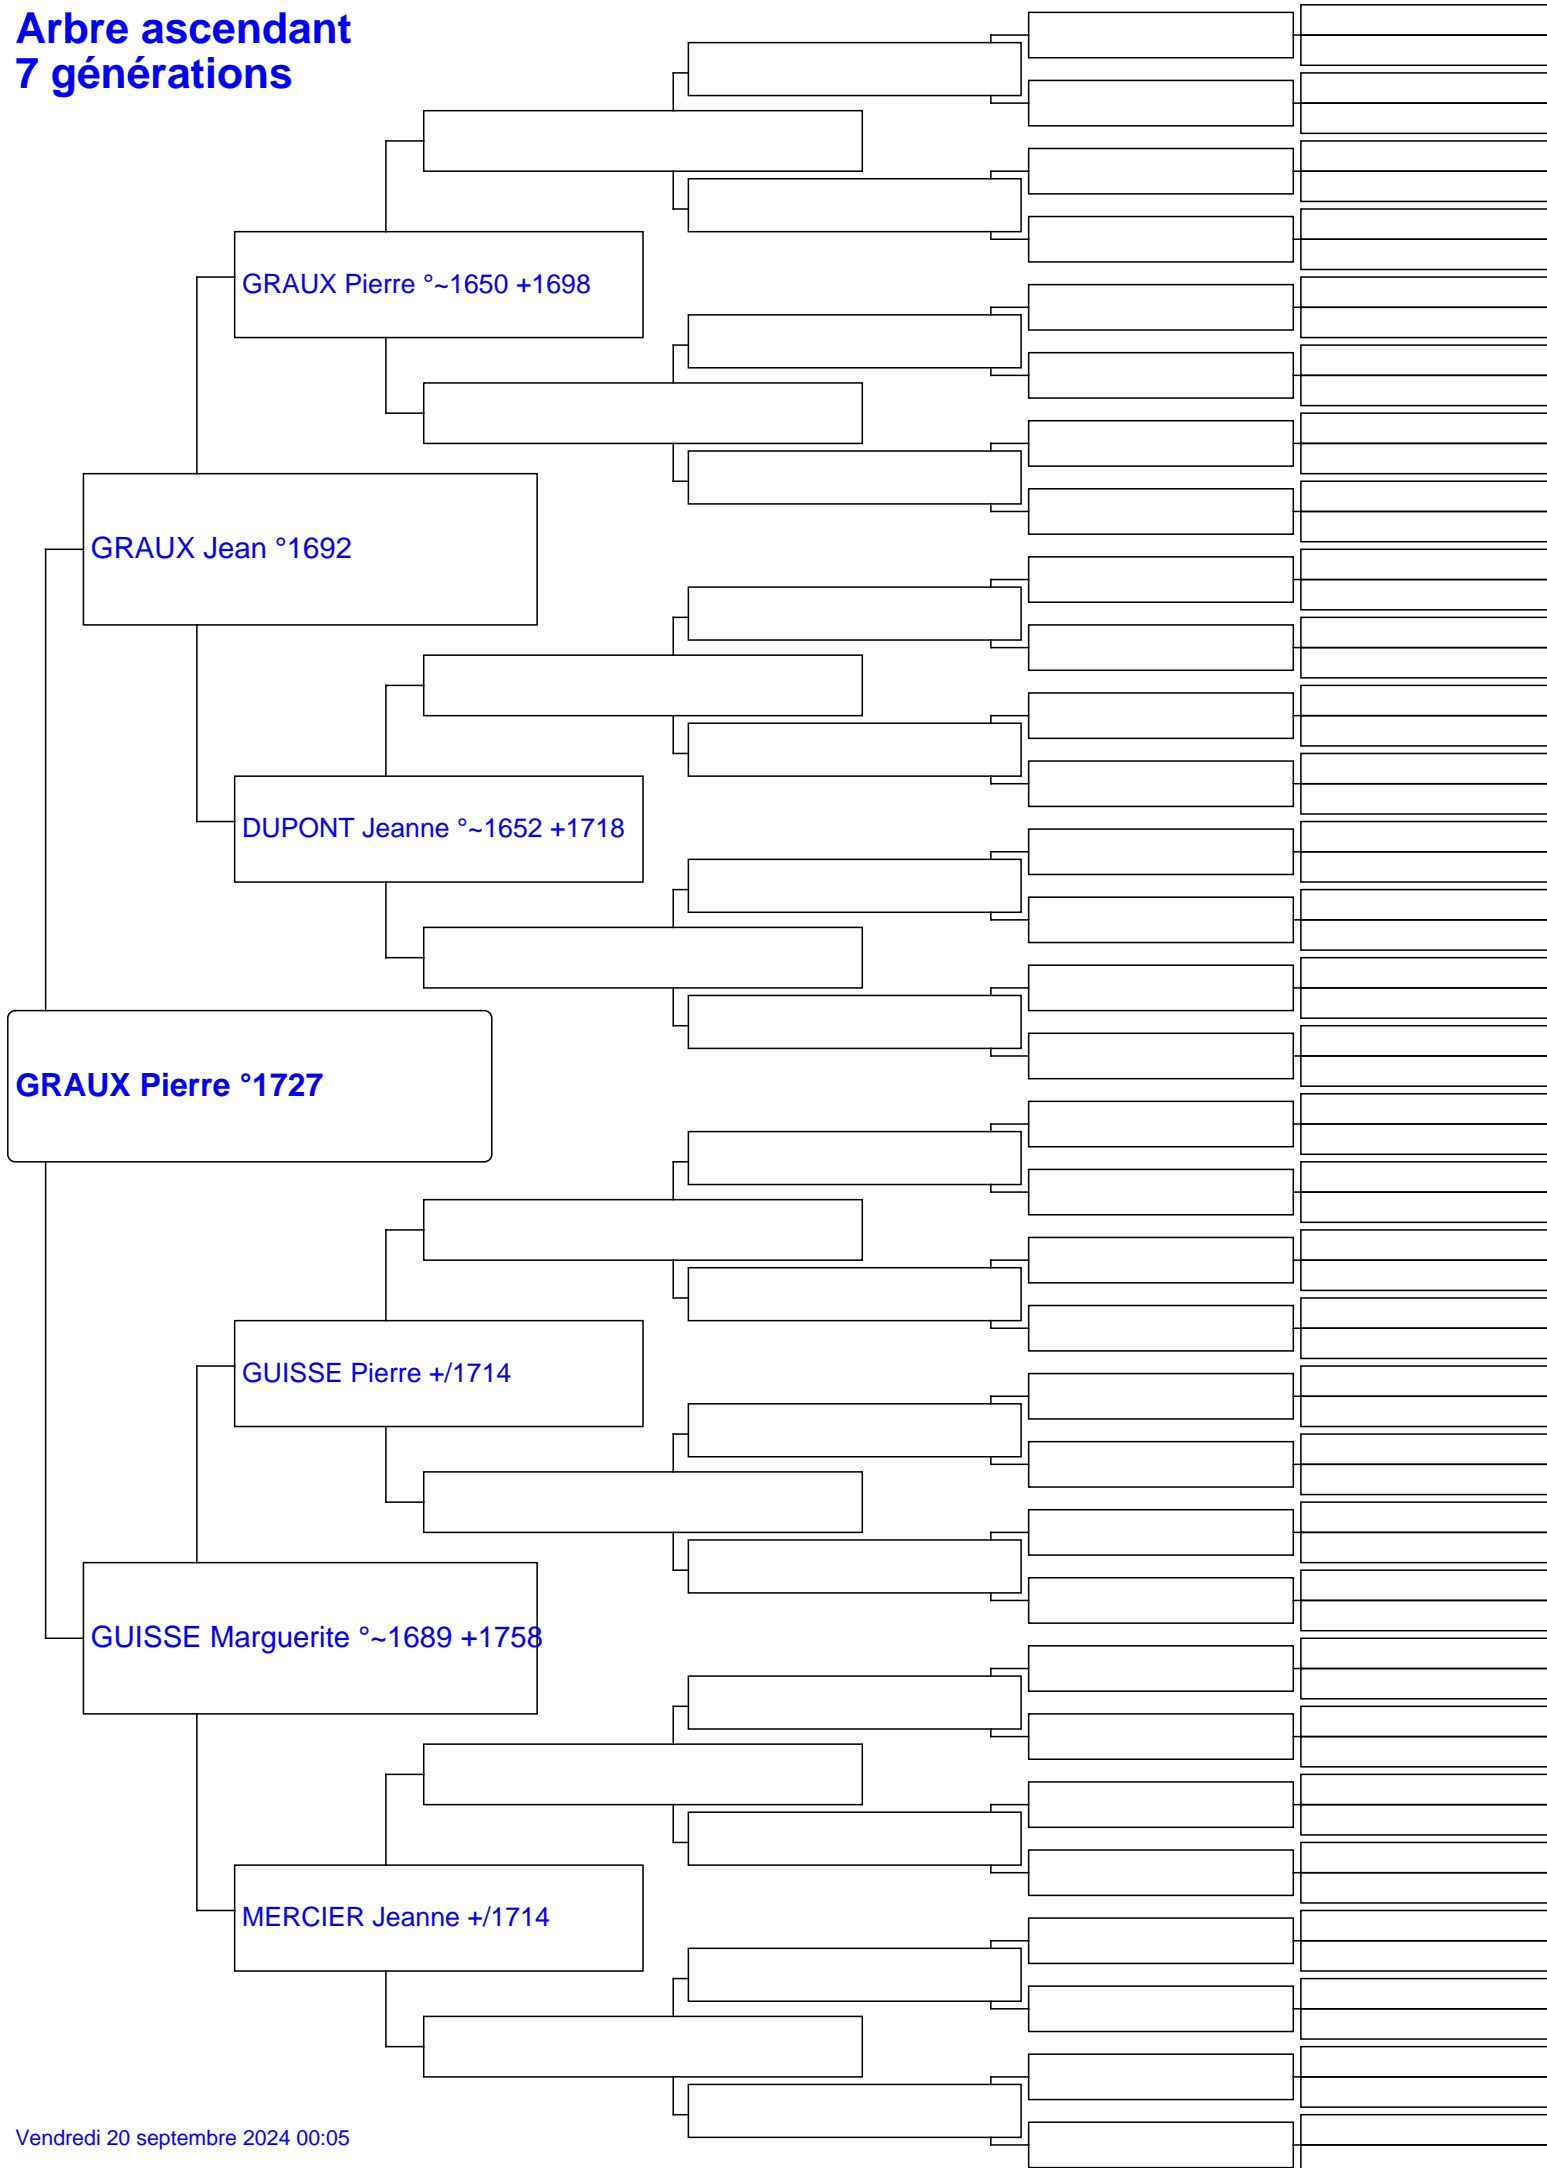 Arbre ascendant
7 générations
GRAUX Pierre °~1650 +1698
GRAUX Jean °1692
DUPONT Jeanne °~1652 +1718
GRAUX Pierre °1727
GUISSE Pierre +/1714
GUISSE Marguerite °~1689 +1758
MERCIER Jeanne +/1714
Vendredi 20 septembre 2024 00:05